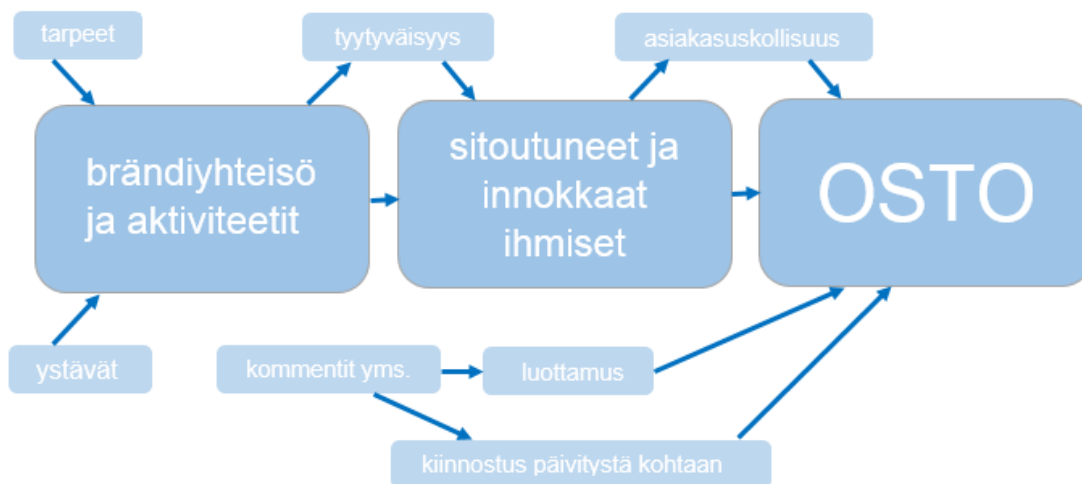 tarpeet
tyytyväisyys
asiakasuskollisuus
brändiyhteisö
ja aktiviteetit
sitoutuneet ja
innokkaat
ihmiset
OSTO
ystävät
kommentit yms.
luottamus
kiinnostus päivitystä kohtaan